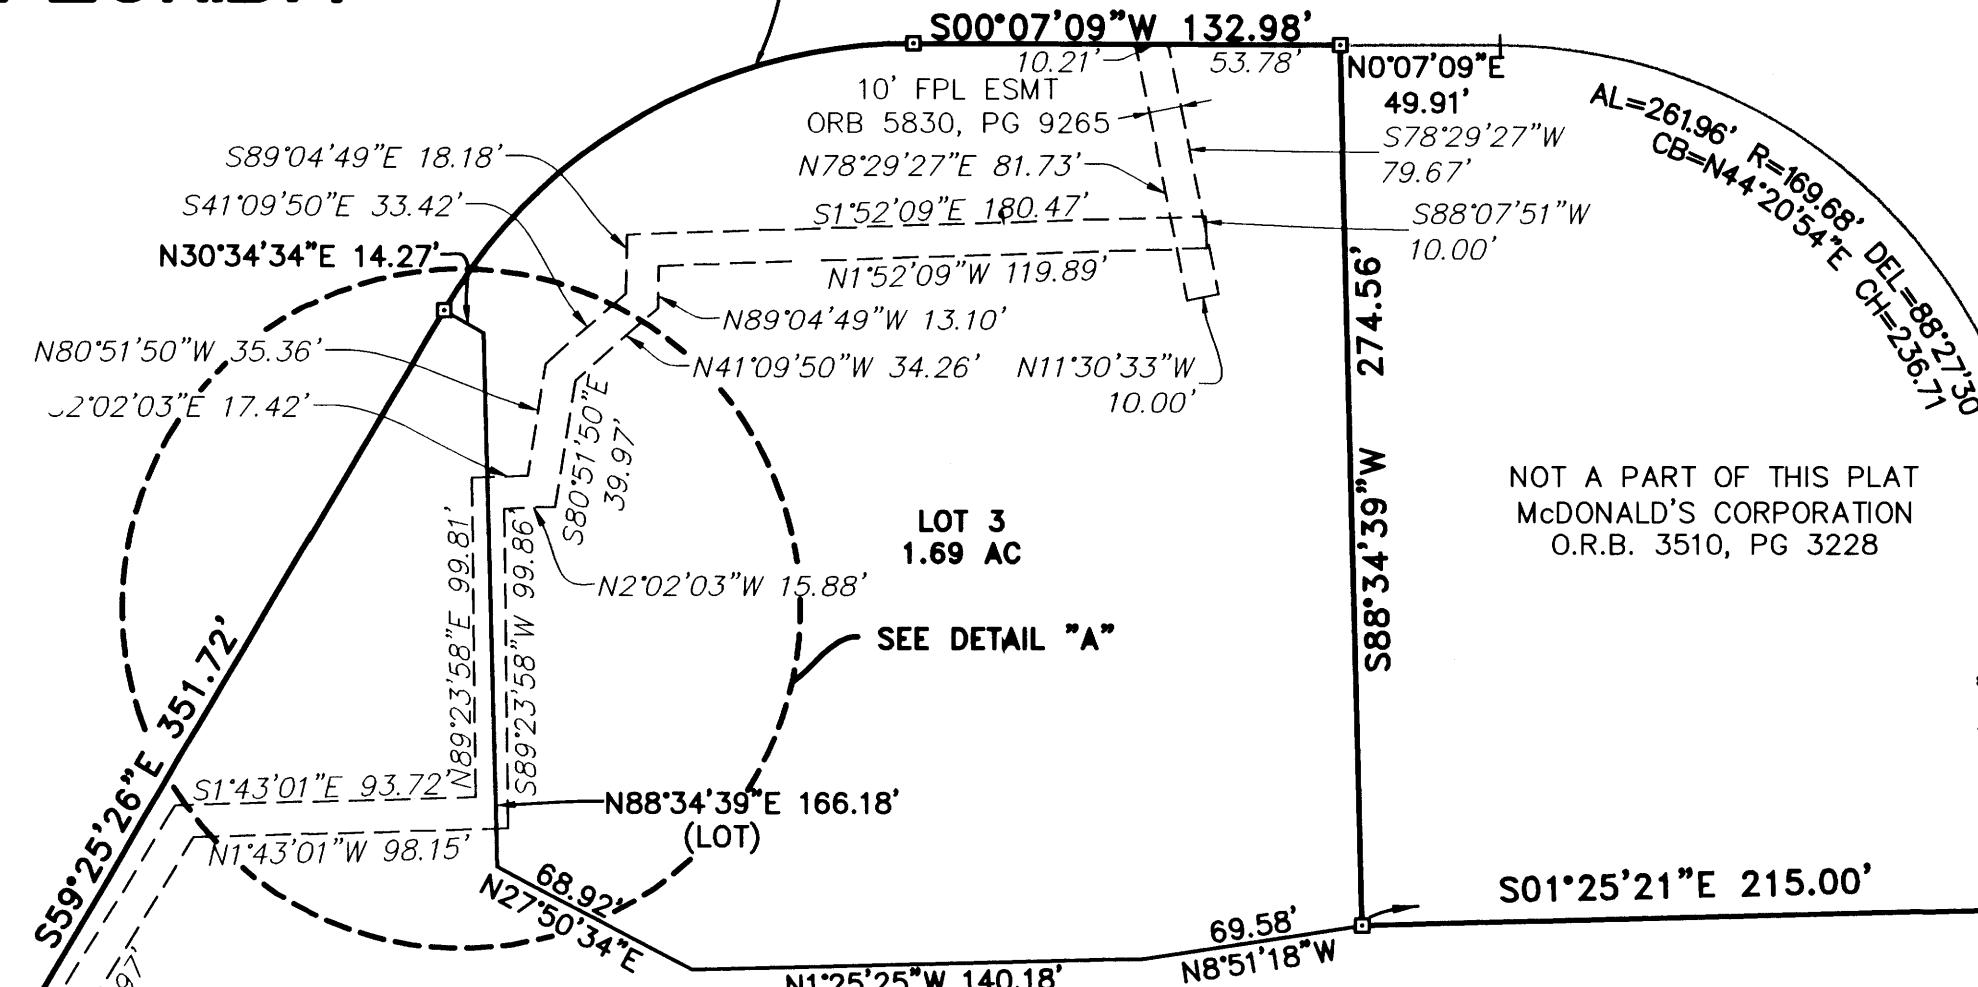 S00°07'09"W 132.98'
10.21'
53.78'
N0°07'09"E
49.91'
10' FPL ESMT
ORB 5830, PG 9265
AL=261.96' R=169.68' DEL=88°27'30
CB=N44°20'54"E CH=236.71
S89°04'49"E 18.18'
N78°29'27"E 81.73'
S78°29'27"W
79.67'
S41°09'50"E 33.42'
S1°52'09"E 180.47'
S88°07'51"W
10.00'
N30°34'34"E 14.27'
N1°52'09"W 119.89'
N89°04'49"W 13.10'
274.56'
S88°34'39"W
N80°51'50"W 35.36'
N41°09'50"W 34.26'
N11°30'33"W
10.00'
2°02'03"E 17.42'
S80°51'50"E
39.97'
NOT A PART OF THIS PLAT
McDONALD'S CORPORATION
O.R.B. 3510, PG 3228
LOT 3
1.69 AC
N89°23'58"E 99.81'
S89°23'58"W 99.86'
N2°02'03"W 15.88'
SEE DETAIL "A"
S59°25'26"E 351.72'
S1°43'01"E 93.72'
N88°34'39"E 166.18'
(LOT)
N1°43'01"W 98.15'
68.92'
N27°50'34"E
S01°25'21"E 215.00'
69.58'
N8°51'18"W
N1°25'25"W 140.18'
97'